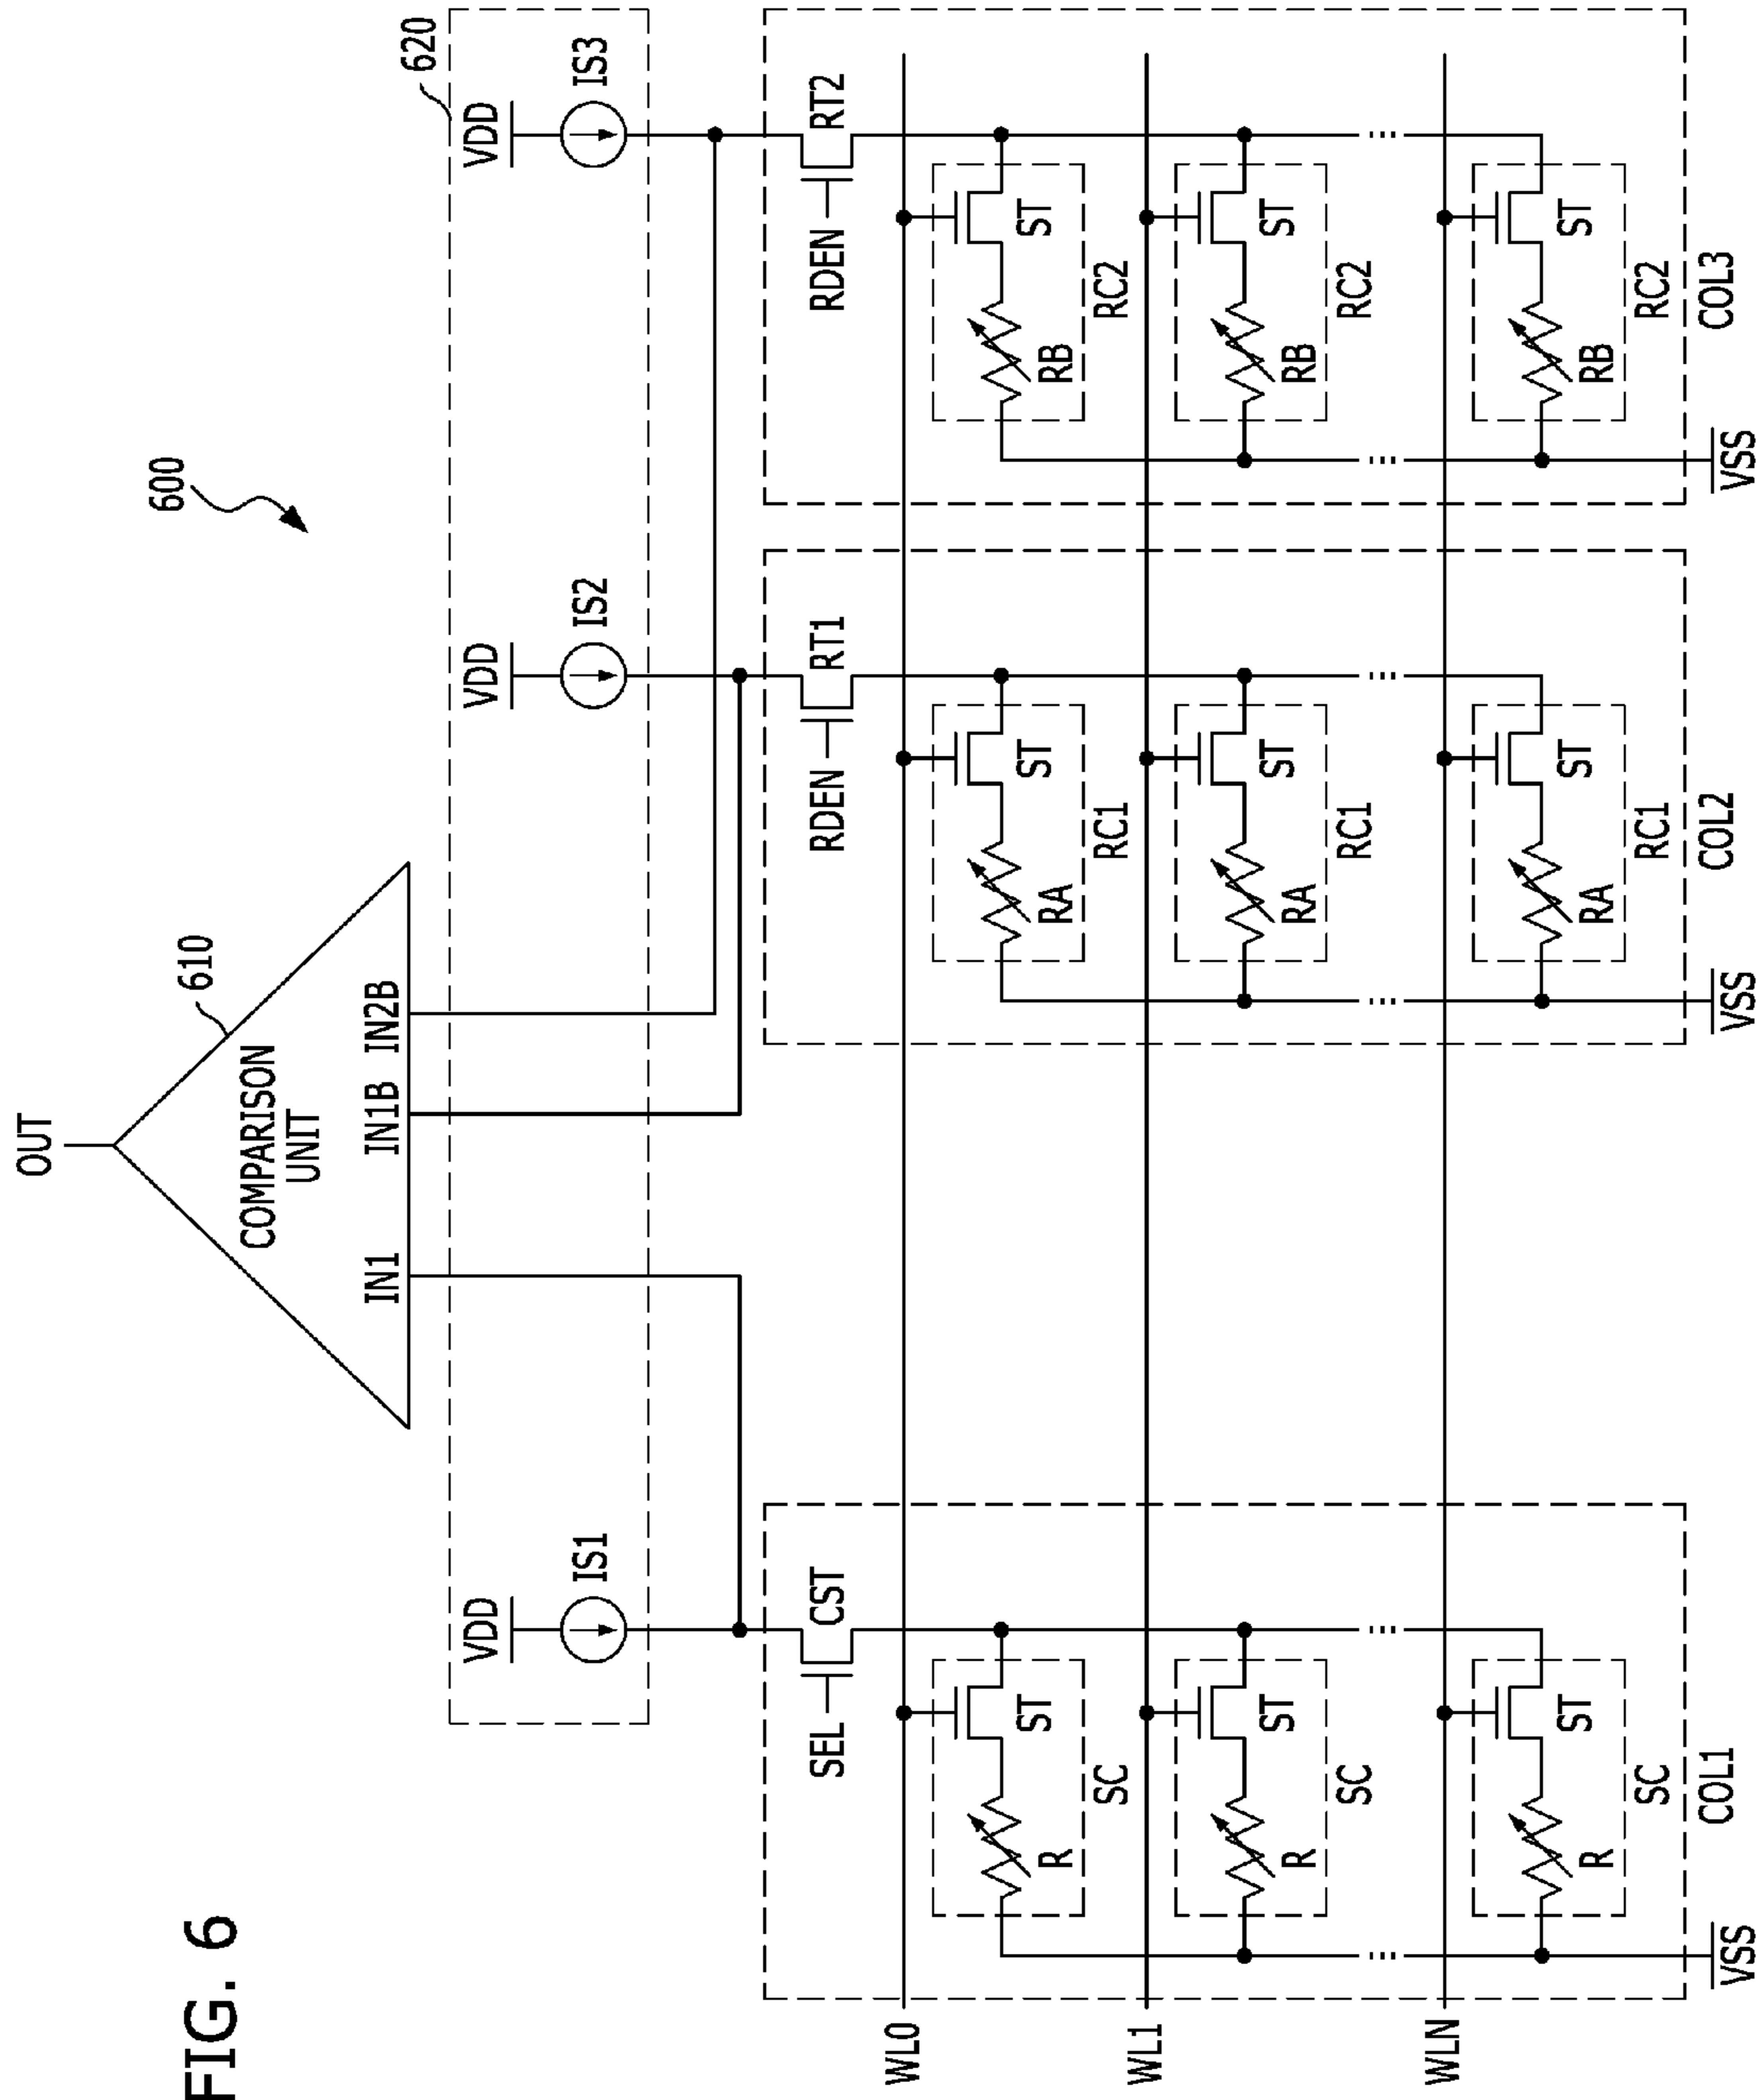 FIG. 6
600
OUT
610
COMPARISON
UNIT
IN1 IN1B IN2B
620
VDD VDD VDD
IS1 IS2 IS3
SEL CST RDEN RT1 RDEN RT2
WL0
ST ST ST
R RA RB
SC RC1 RC2
WL1
ST ST ST
R RA RB
SC RC1 RC2
... ... ... ... ... ...
WLN
ST ST ST
R RA RB
SC RC1 RC2
COL1 COL2 COL3
VSS VSS VSS